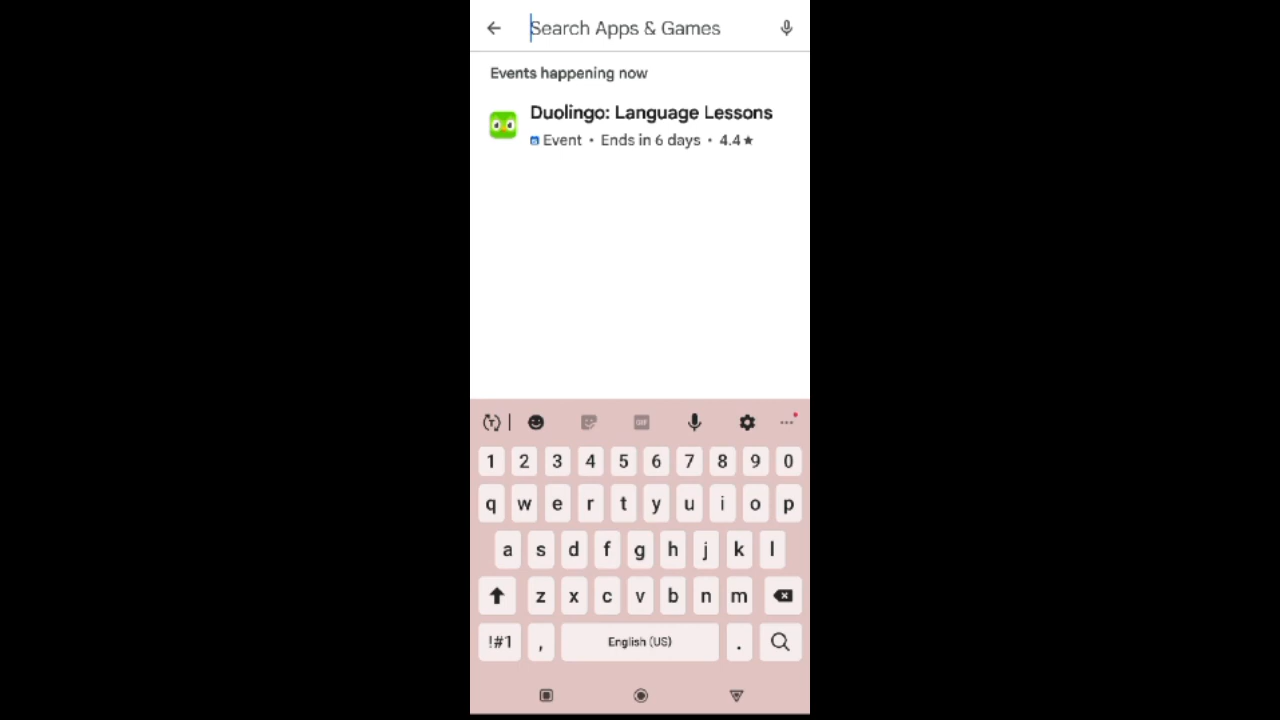 Search Apps & Games
Events happening now
Duolingo: Language Lessons
Event • Ends in 6 days • 4.4★
GIF
1 2 3 4 5 6 7 8 9 0
q w e r t y u i o p
a s d f g h j k l
z x c v b n m
!#1 , English (US) .